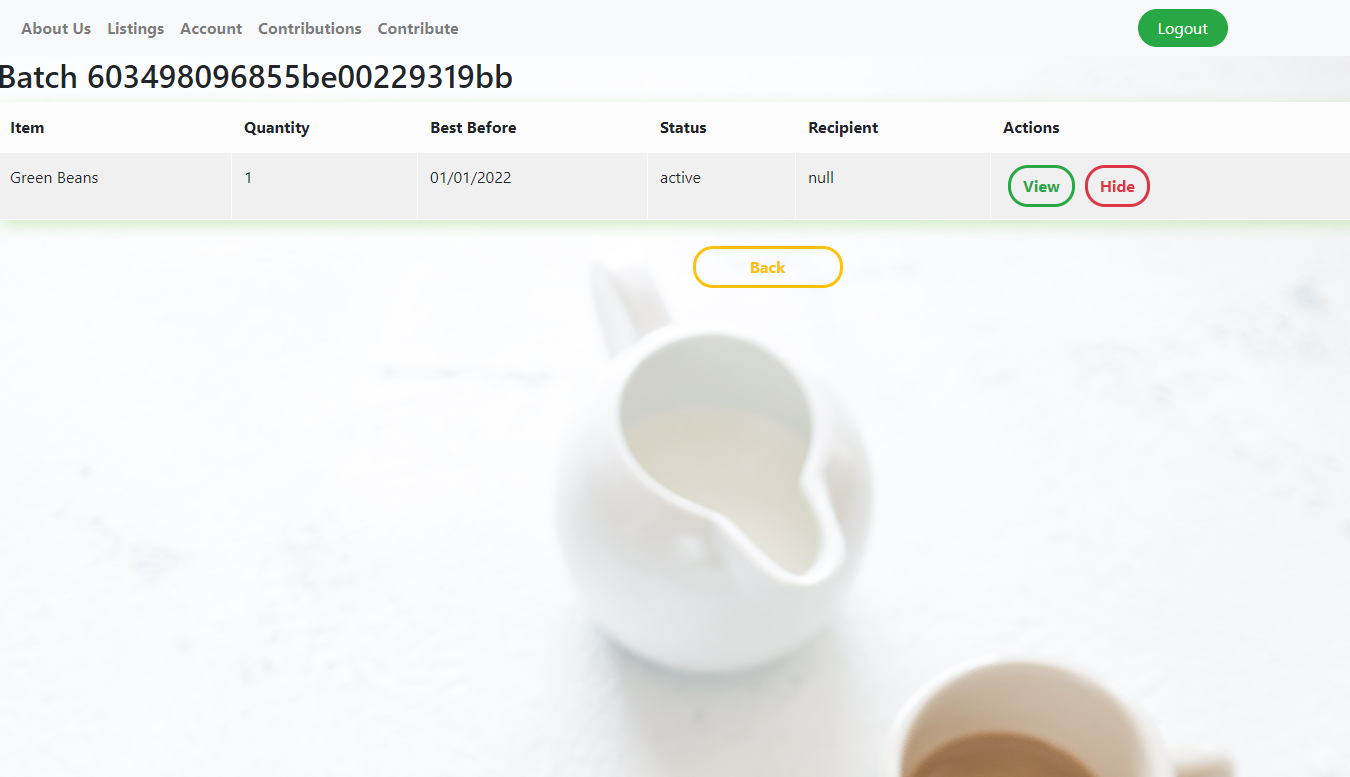 About Us Listings Account Contributions Contribute Logout
Batch 603498096855be00229319bb
Item Quantity Best Before Status Recipient Actions
Green Beans 1 01/01/2022 active null View Hide
Back